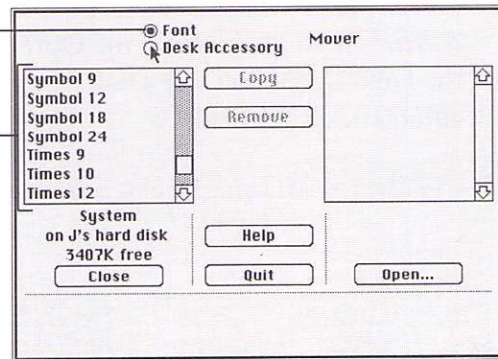 Font
Desk Accessory
Mover
Symbol 9
Symbol 12
Symbol 18
Symbol 24
Times 9
Times 10
Times 12
Copy
Remove
System
on J's hard disk
3407K free
Close
Help
Quit
Open...